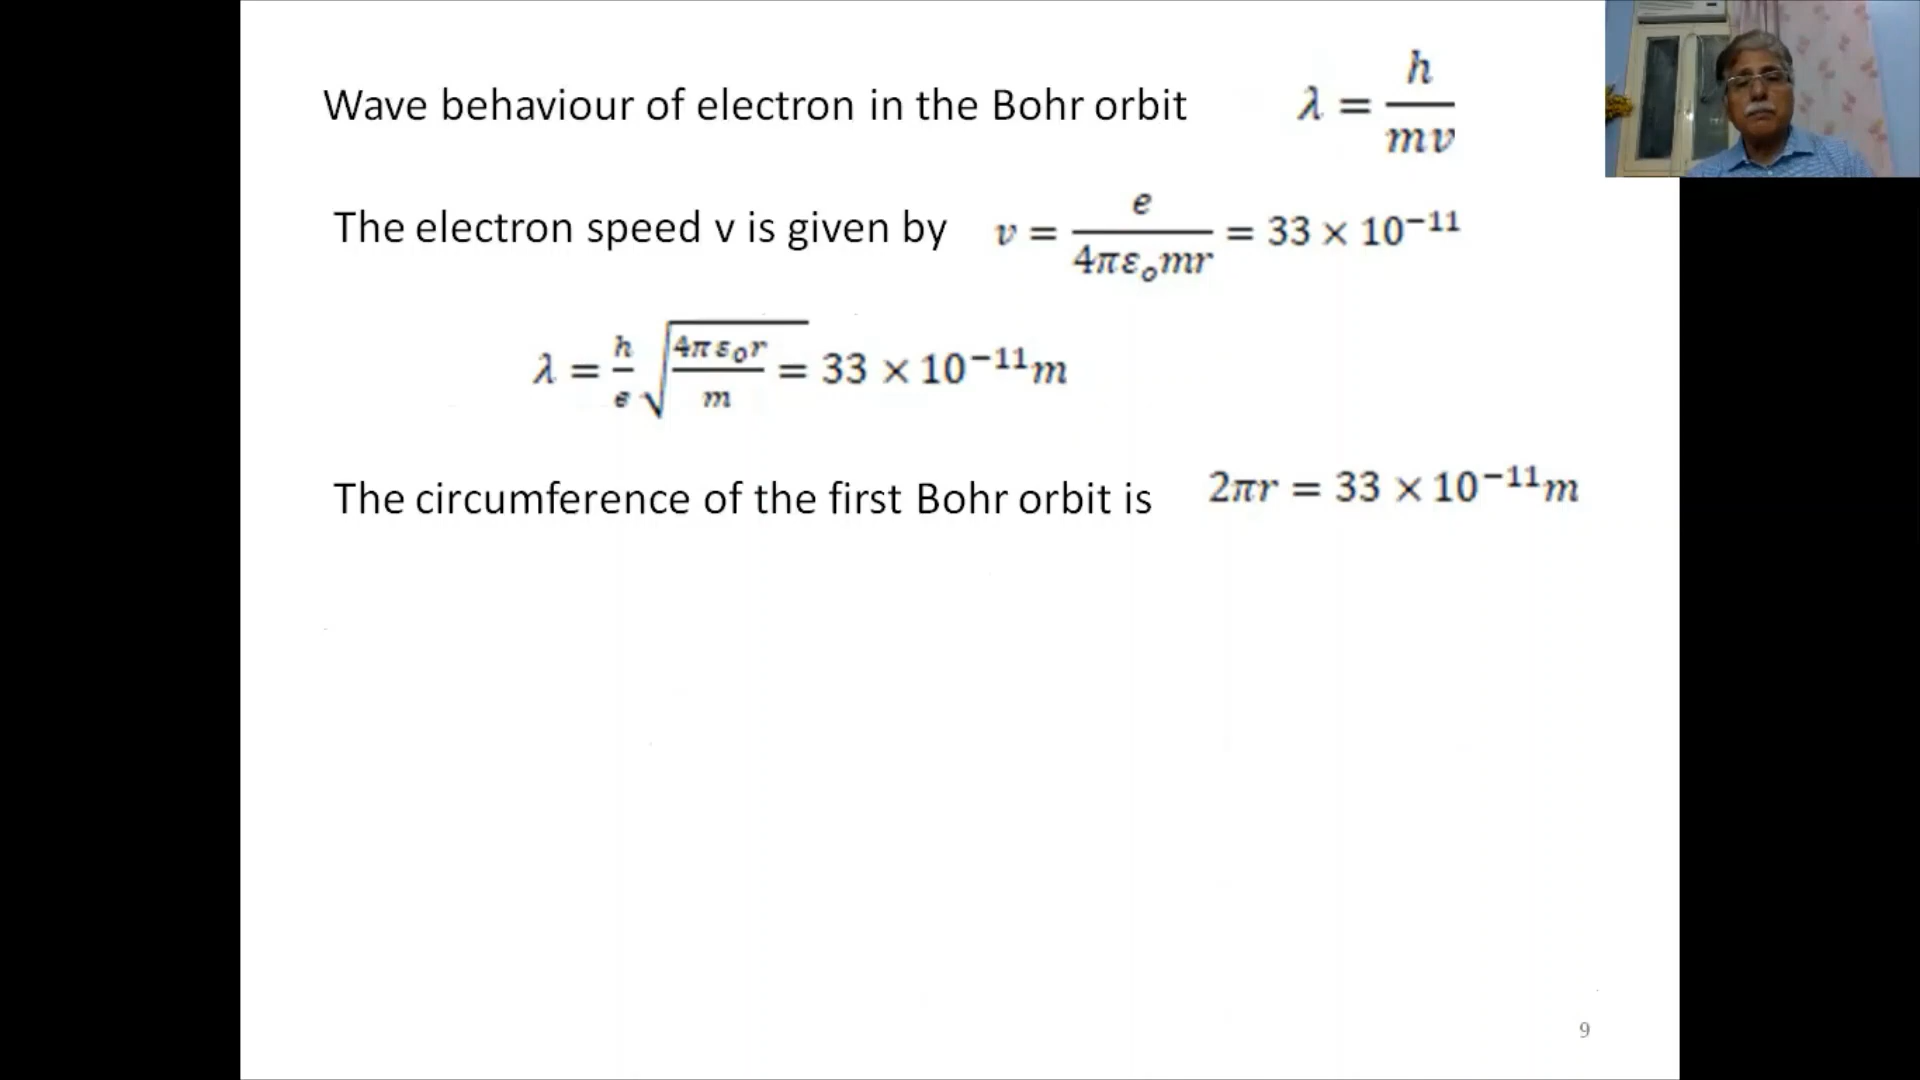 Wave behaviour of electron in the Bohr orbit λ = h/mv
The electron speed v is given by v = e/4πε₀mr = 33 × 10⁻¹¹
λ = h/e √(4πε₀r/m =) 33 × 10⁻¹¹m
The circumference of the first Bohr orbit is 2πr = 33 × 10⁻¹¹m
9